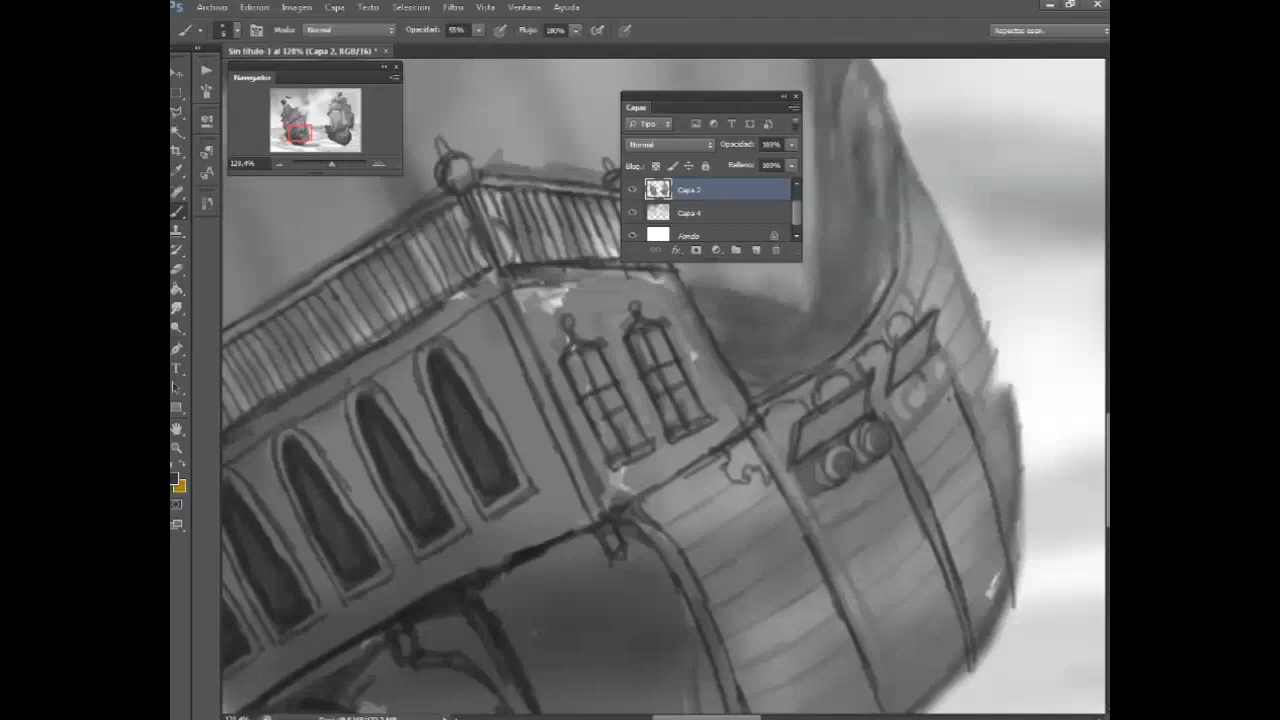 Archivo Edicion Imagen Capa Texto Seleccion Filtro Vista Ventana Ayuda
Modo: Normal Opacidad: 55% Flujo: 100%
Sin título-1 al 128% (Capa 2, RGB/16) *
Navegador
128,4%
Capas
Tipo
Normal Opacidad: 100%
Bloq.: Relleno: 100%
Capa 2
Capa 4
Fondo